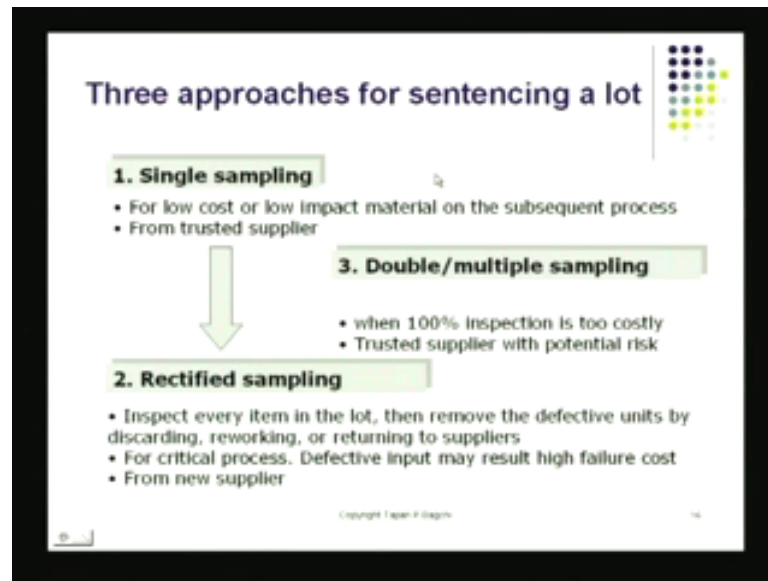 Three approaches for sentencing a lot
1. Single sampling
• For low cost or low impact material on the subsequent process
• From trusted supplier
3. Double/multiple sampling
• when 100% inspection is too costly
• Trusted supplier with potential risk
2. Rectified sampling
• Inspect every item in the lot, then remove the defective units by
discarding, reworking, or returning to suppliers
• For critical process. Defective input may result high failure cost
• From new supplier
Copyright Tapan P Bagchi